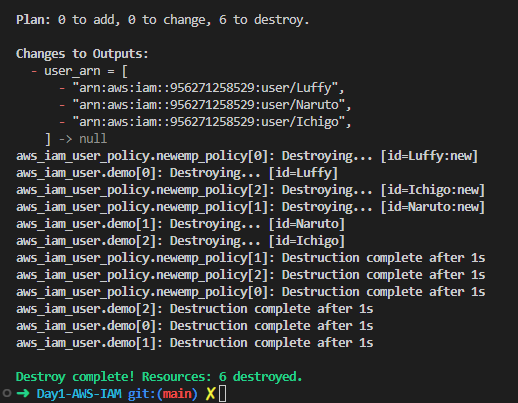 Plan: 0 to add, 0 to change, 6 to destroy.
Changes to Outputs:
- user_arn = [
- "arn:aws:iam::956271258529:user/Luffy",
- "arn:aws:iam::956271258529:user/Naruto",
- "arn:aws:iam::956271258529:user/Ichigo",
] -> null
aws_iam_user_policy.newemp_policy[0]: Destroying... [id=Luffy:new]
aws_iam_user.demo[0]: Destroying... [id=Luffy]
aws_iam_user_policy.newemp_policy[2]: Destroying... [id=Ichigo:new]
aws_iam_user_policy.newemp_policy[1]: Destroying... [id=Naruto:new]
aws_iam_user.demo[1]: Destroying... [id=Naruto]
aws_iam_user.demo[2]: Destroying... [id=Ichigo]
aws_iam_user_policy.newemp_policy[1]: Destruction complete after 1s
aws_iam_user_policy.newemp_policy[2]: Destruction complete after 1s
aws_iam_user_policy.newemp_policy[0]: Destruction complete after 1s
aws_iam_user.demo[2]: Destruction complete after 1s
aws_iam_user.demo[0]: Destruction complete after 1s
aws_iam_user.demo[1]: Destruction complete after 1s
Destroy complete! Resources: 6 destroyed.
➜ Day1-AWS-IAM git:(main) ✗